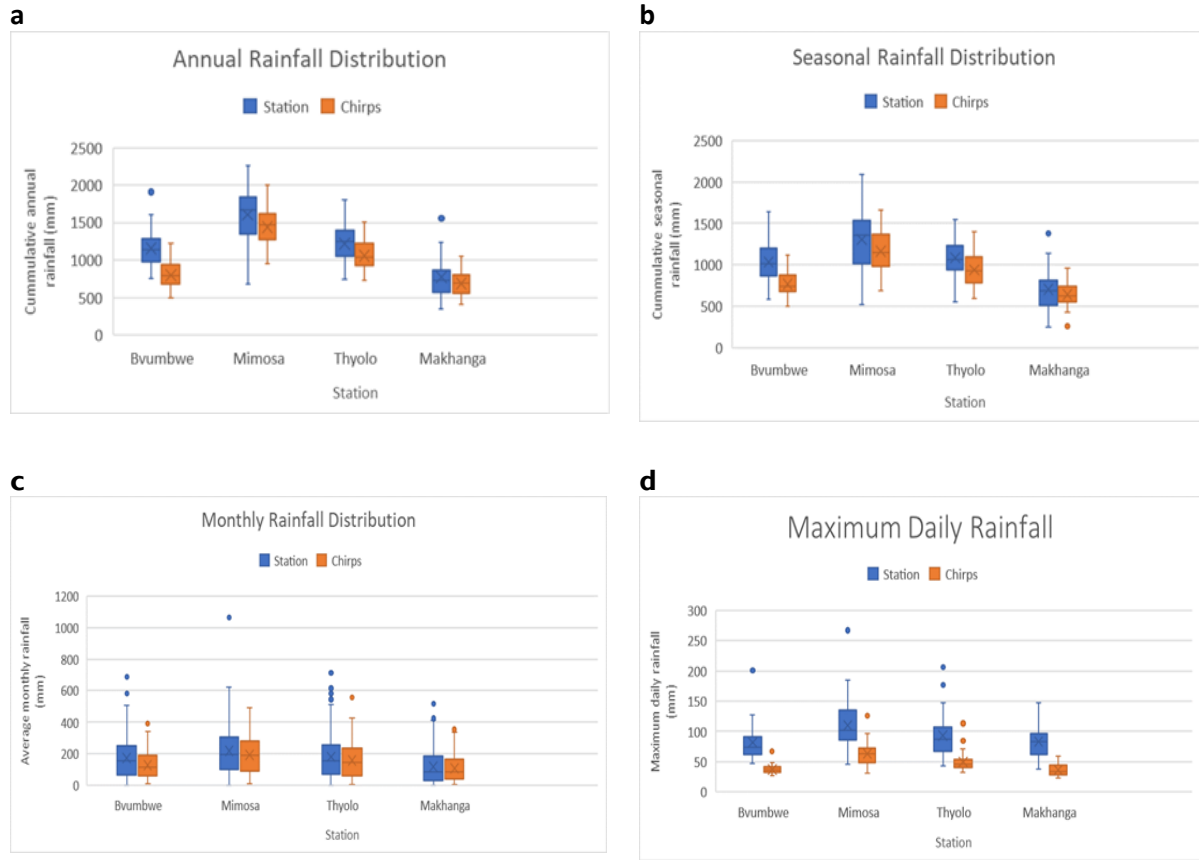 a
Annual Rainfall Distribution
Station Chirps
Cummulative annual
rainfall (mm)
2500
2000
1500
1000
500
0
Bvumbwe Mimosa Thyolo Makhanga
Station
b
Seasonal Rainfall Distribution
Station Chirps
Cummulative seasonal
rainfall (mm)
2500
2000
1500
1000
500
0
Bvumbwe Mimosa Thyolo Makhanga
Station
c
Monthly Rainfall Distribution
Station Chirps
Average monthly rainfall
(mm)
1200
1000
800
600
400
200
0
Bvumbwe Mimosa Thyolo Makhanga
Station
d
Maximum Daily Rainfall
Station Chirps
Maximum daily rainfall
(mm)
300
250
200
150
100
50
0
Bvumbwe Mimosa Thyolo Makhanga
Station